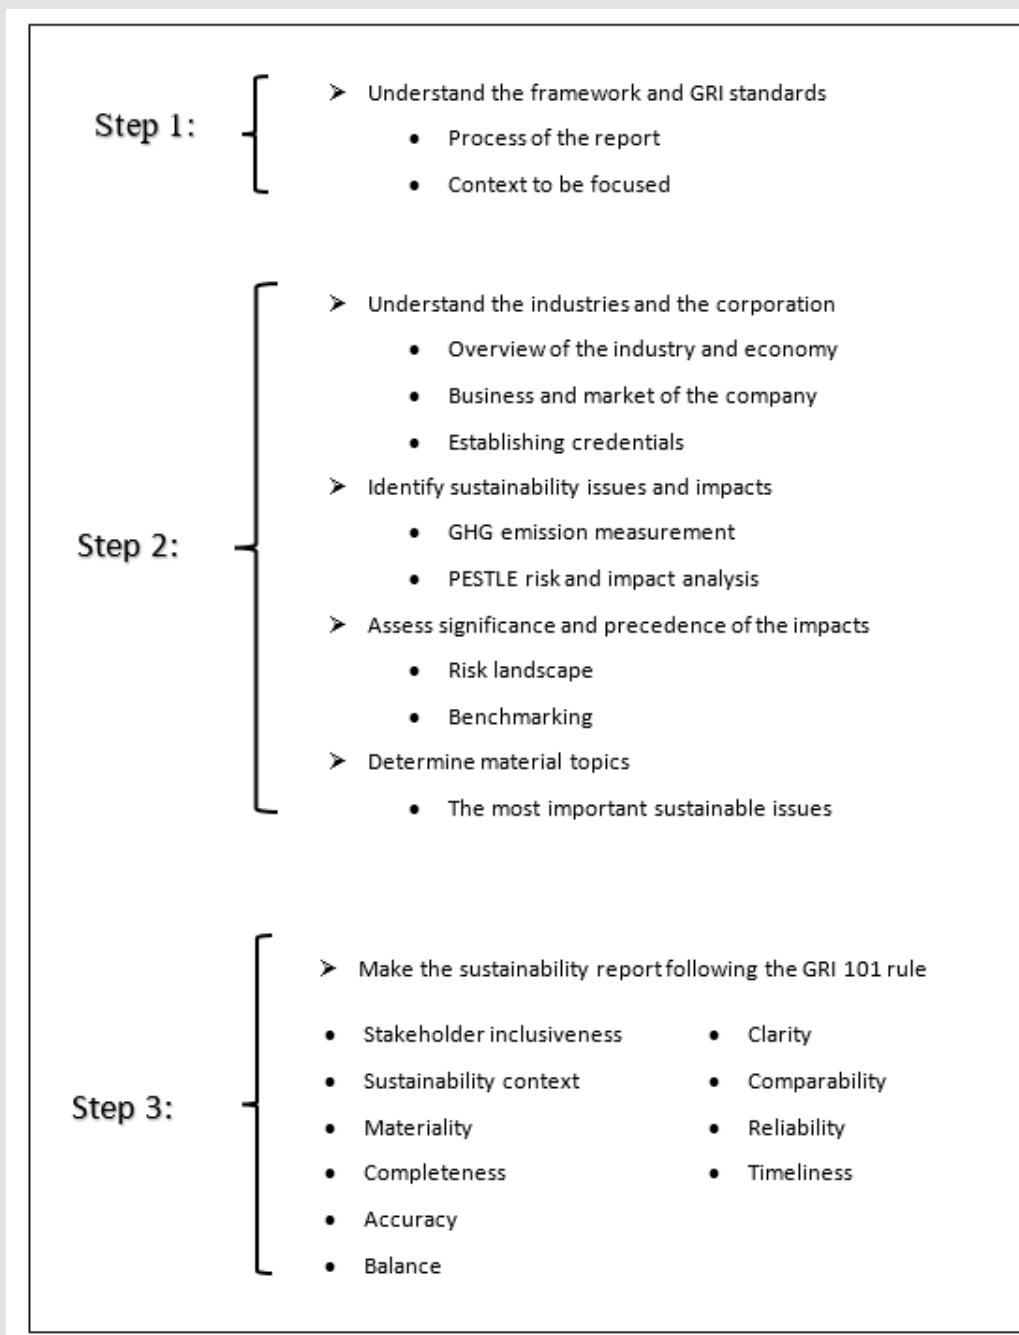 Step 1:
➢ Understand the framework and GRI standards
• Process of the report
• Context to be focused
Step 2:
➢ Understand the industries and the corporation
• Overview of the industry and economy
• Business and market of the company
• Establishing credentials
➢ Identify sustainability issues and impacts
• GHG emission measurement
• PESTLE risk and impact analysis
➢ Assess significance and precedence of the impacts
• Risk landscape
• Benchmarking
➢ Determine material topics
• The most important sustainable issues
Step 3:
➢ Make the sustainability report following the GRI 101 rule
• Stakeholder inclusiveness
• Sustainability context
• Materiality
• Completeness
• Accuracy
• Balance
• Clarity
• Comparability
• Reliability
• Timeliness